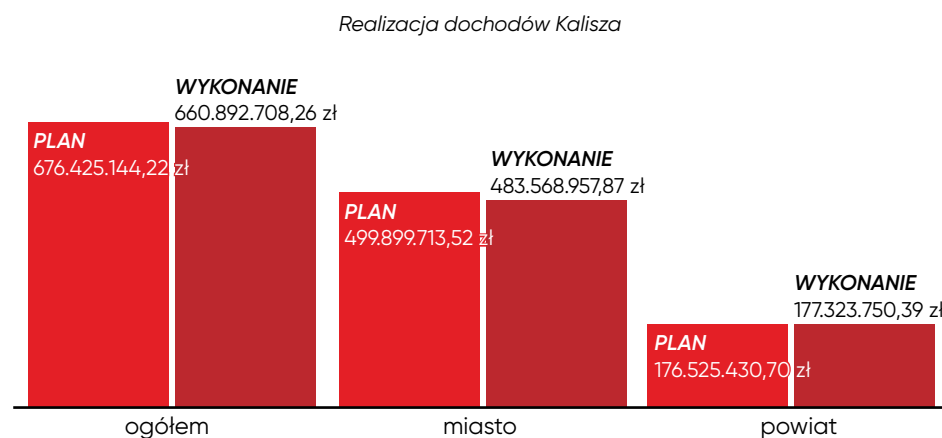 Realizacja dochodów Kalisza
PLAN
676.425.144,22 zł
WYKONANIE
660.892.708,26 zł
PLAN
499.899.713,52 zł
WYKONANIE
483.568.957,87 zł
PLAN
176.525.430,70 zł
WYKONANIE
177.323.750,39 zł
ogółem
miasto
powiat